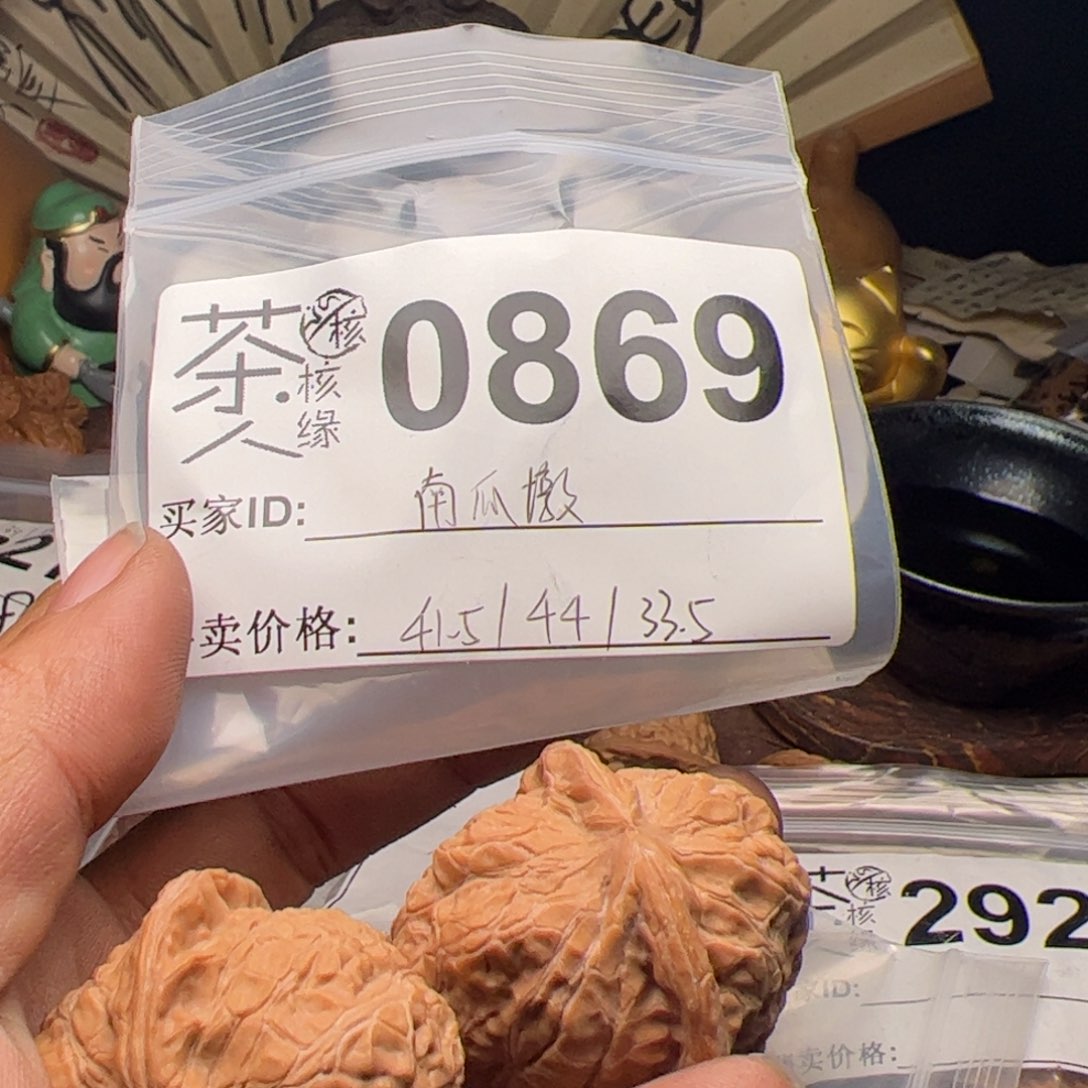 茶人 核 核缘 0869
买家ID: 南瓜墩
卖价格: 41.5/44/33.5
核 核 292
ID:
卖价格: